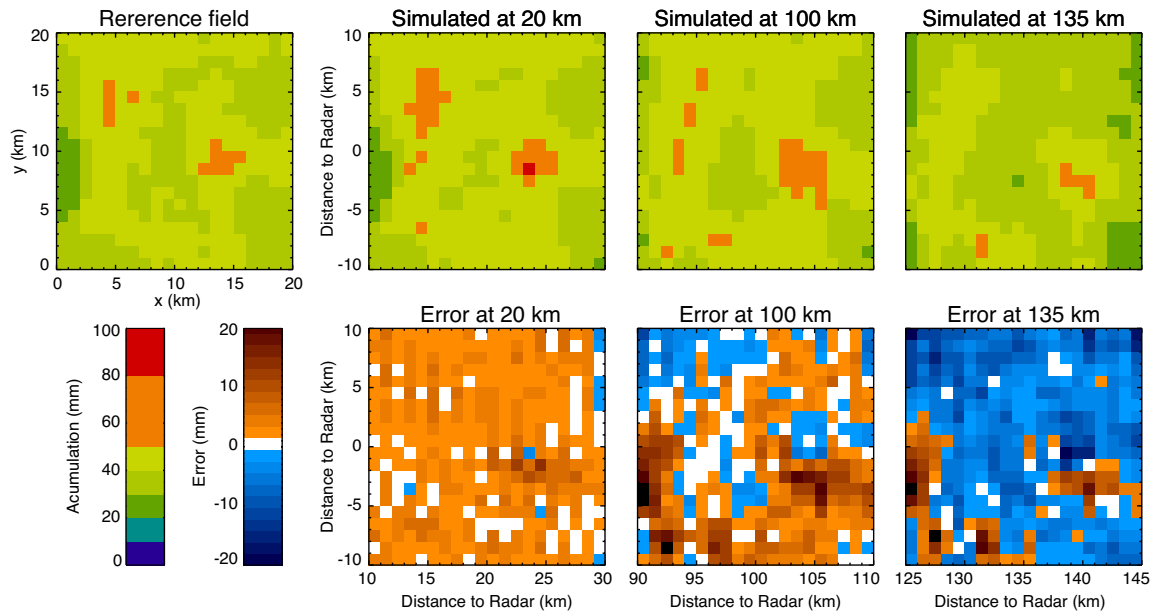 Rererence field
Simulated at 20 km
Simulated at 100 km
Simulated at 135 km
20
15
10
5
0
y (km)
0 5 10 15 20
x (km)
10
5
0
-5
-10
Distance to Radar (km)
100
80
60
50
40
30
20
10
0
Acumulation (mm)
20
10
0
-10
-20
Error (mm)
Error at 20 km
Error at 100 km
Error at 135 km
10
5
0
-5
-10
Distance to Radar (km)
10 15 20 25 30
90 95 100 105 110
125 130 135 140 145
Distance to Radar (km)
Distance to Radar (km)
Distance to Radar (km)